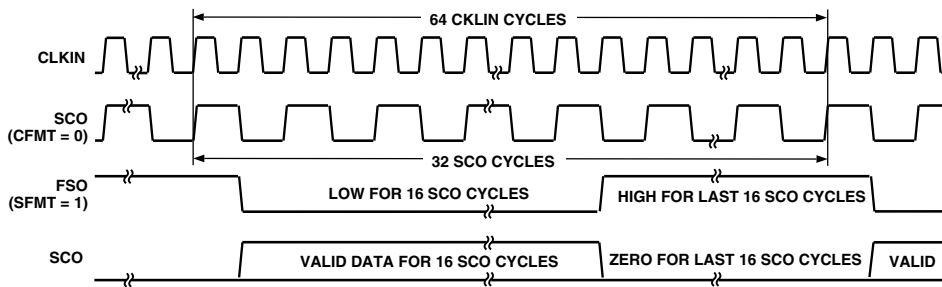 64 CKLIN CYCLES
CLKIN
SCO
(CFMT = 0)
32 SCO CYCLES
FSO
(SFMT = 1)
LOW FOR 16 SCO CYCLES
HIGH FOR LAST 16 SCO CYCLES
SCO
VALID DATA FOR 16 SCO CYCLES
ZERO FOR LAST 16 SCO CYCLES
VALID